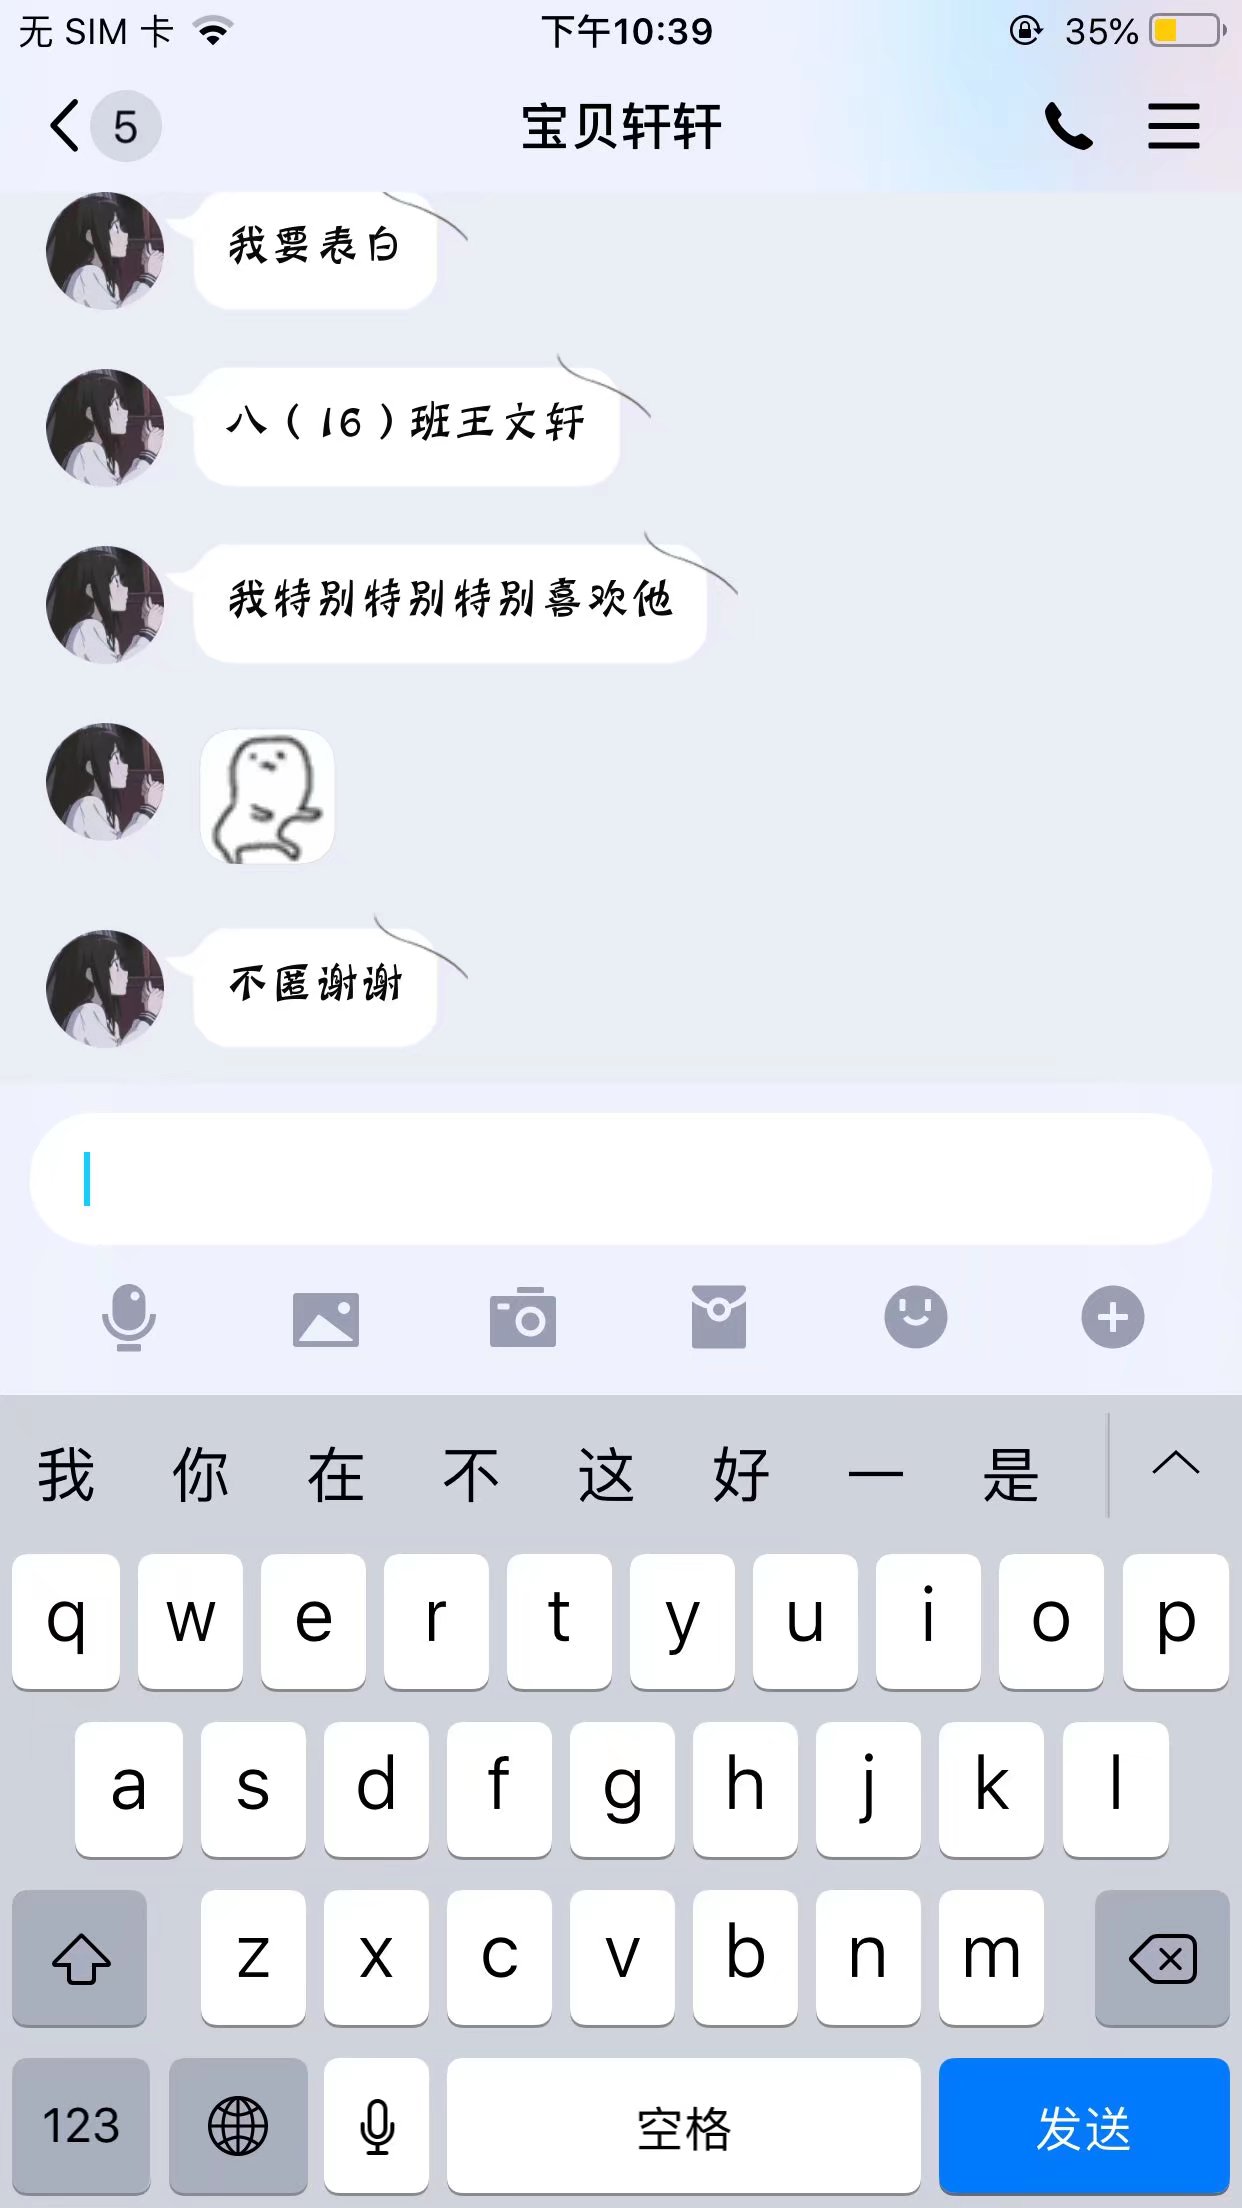 无 SIM 卡 下午10:39 35%
5 宝贝轩轩
我要表白
八（16）班王文轩
我特别特别特别喜欢他
不匿谢谢
我 你 在 不 这 好 一 是
q w e r t y u i o p
a s d f g h j k l
z x c v b n m
123 空格 发送